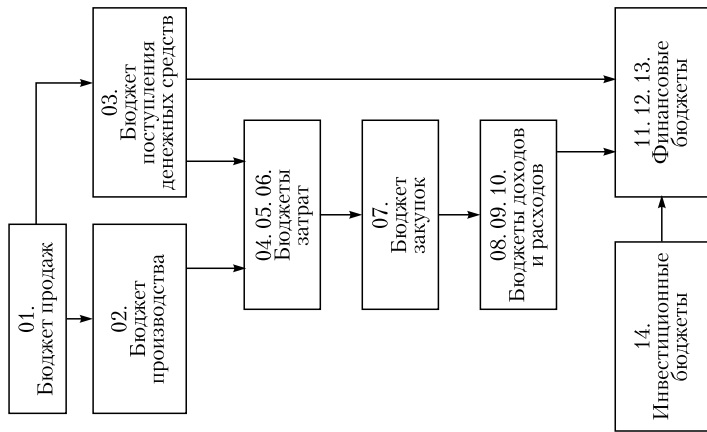 01.
Бюджет продаж
02.
Бюджет
производства
03.
Бюджет
поступления
денежных средств
04. 05. 06.
Бюджеты
затрат
07.
Бюджет
закупок
08. 09. 10.
Бюджеты доходов
и расходов
11. 12. 13.
Финансовые
бюджеты
14.
Инвестиционные
бюджеты